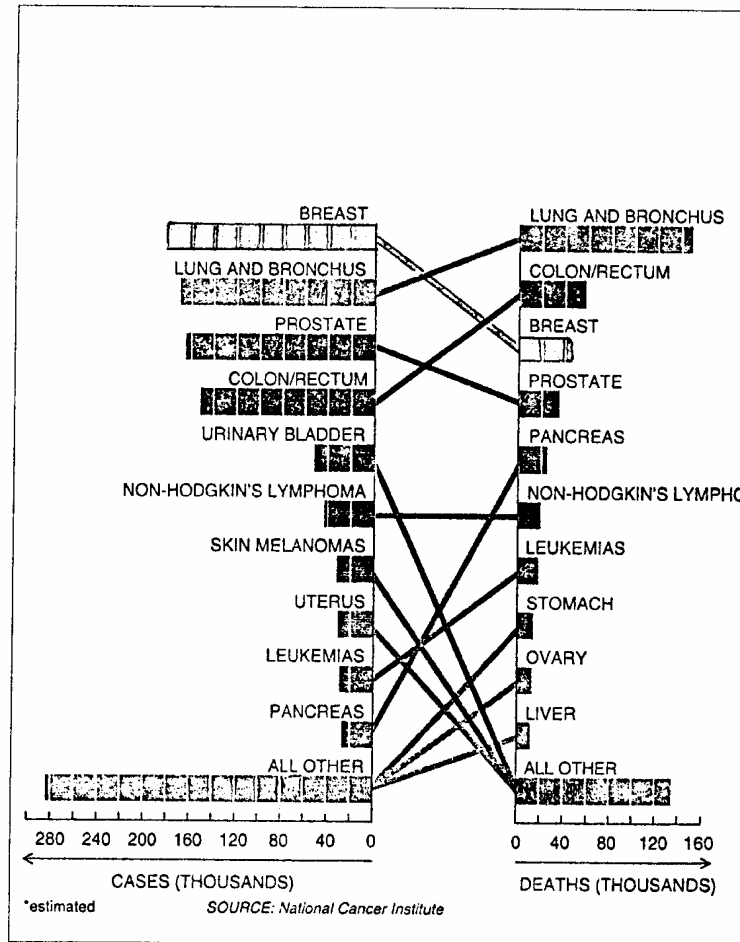 BREAST
LUNG AND BRONCHUS
PROSTATE
COLON/RECTUM
URINARY BLADDER
NON-HODGKIN'S LYMPHOMA
SKIN MELANOMAS
UTERUS
LEUKEMIAS
PANCREAS
ALL OTHER
280 240 200 160 120 80 40 0
CASES (THOUSANDS)
LUNG AND BRONCHUS
COLON/RECTUM
BREAST
PROSTATE
PANCREAS
NON-HODGKIN'S LYMPHO
LEUKEMIAS
STOMACH
OVARY
LIVER
ALL OTHER
0 40 80 120 160
DEATHS (THOUSANDS)
*estimated
SOURCE: National Cancer Institute